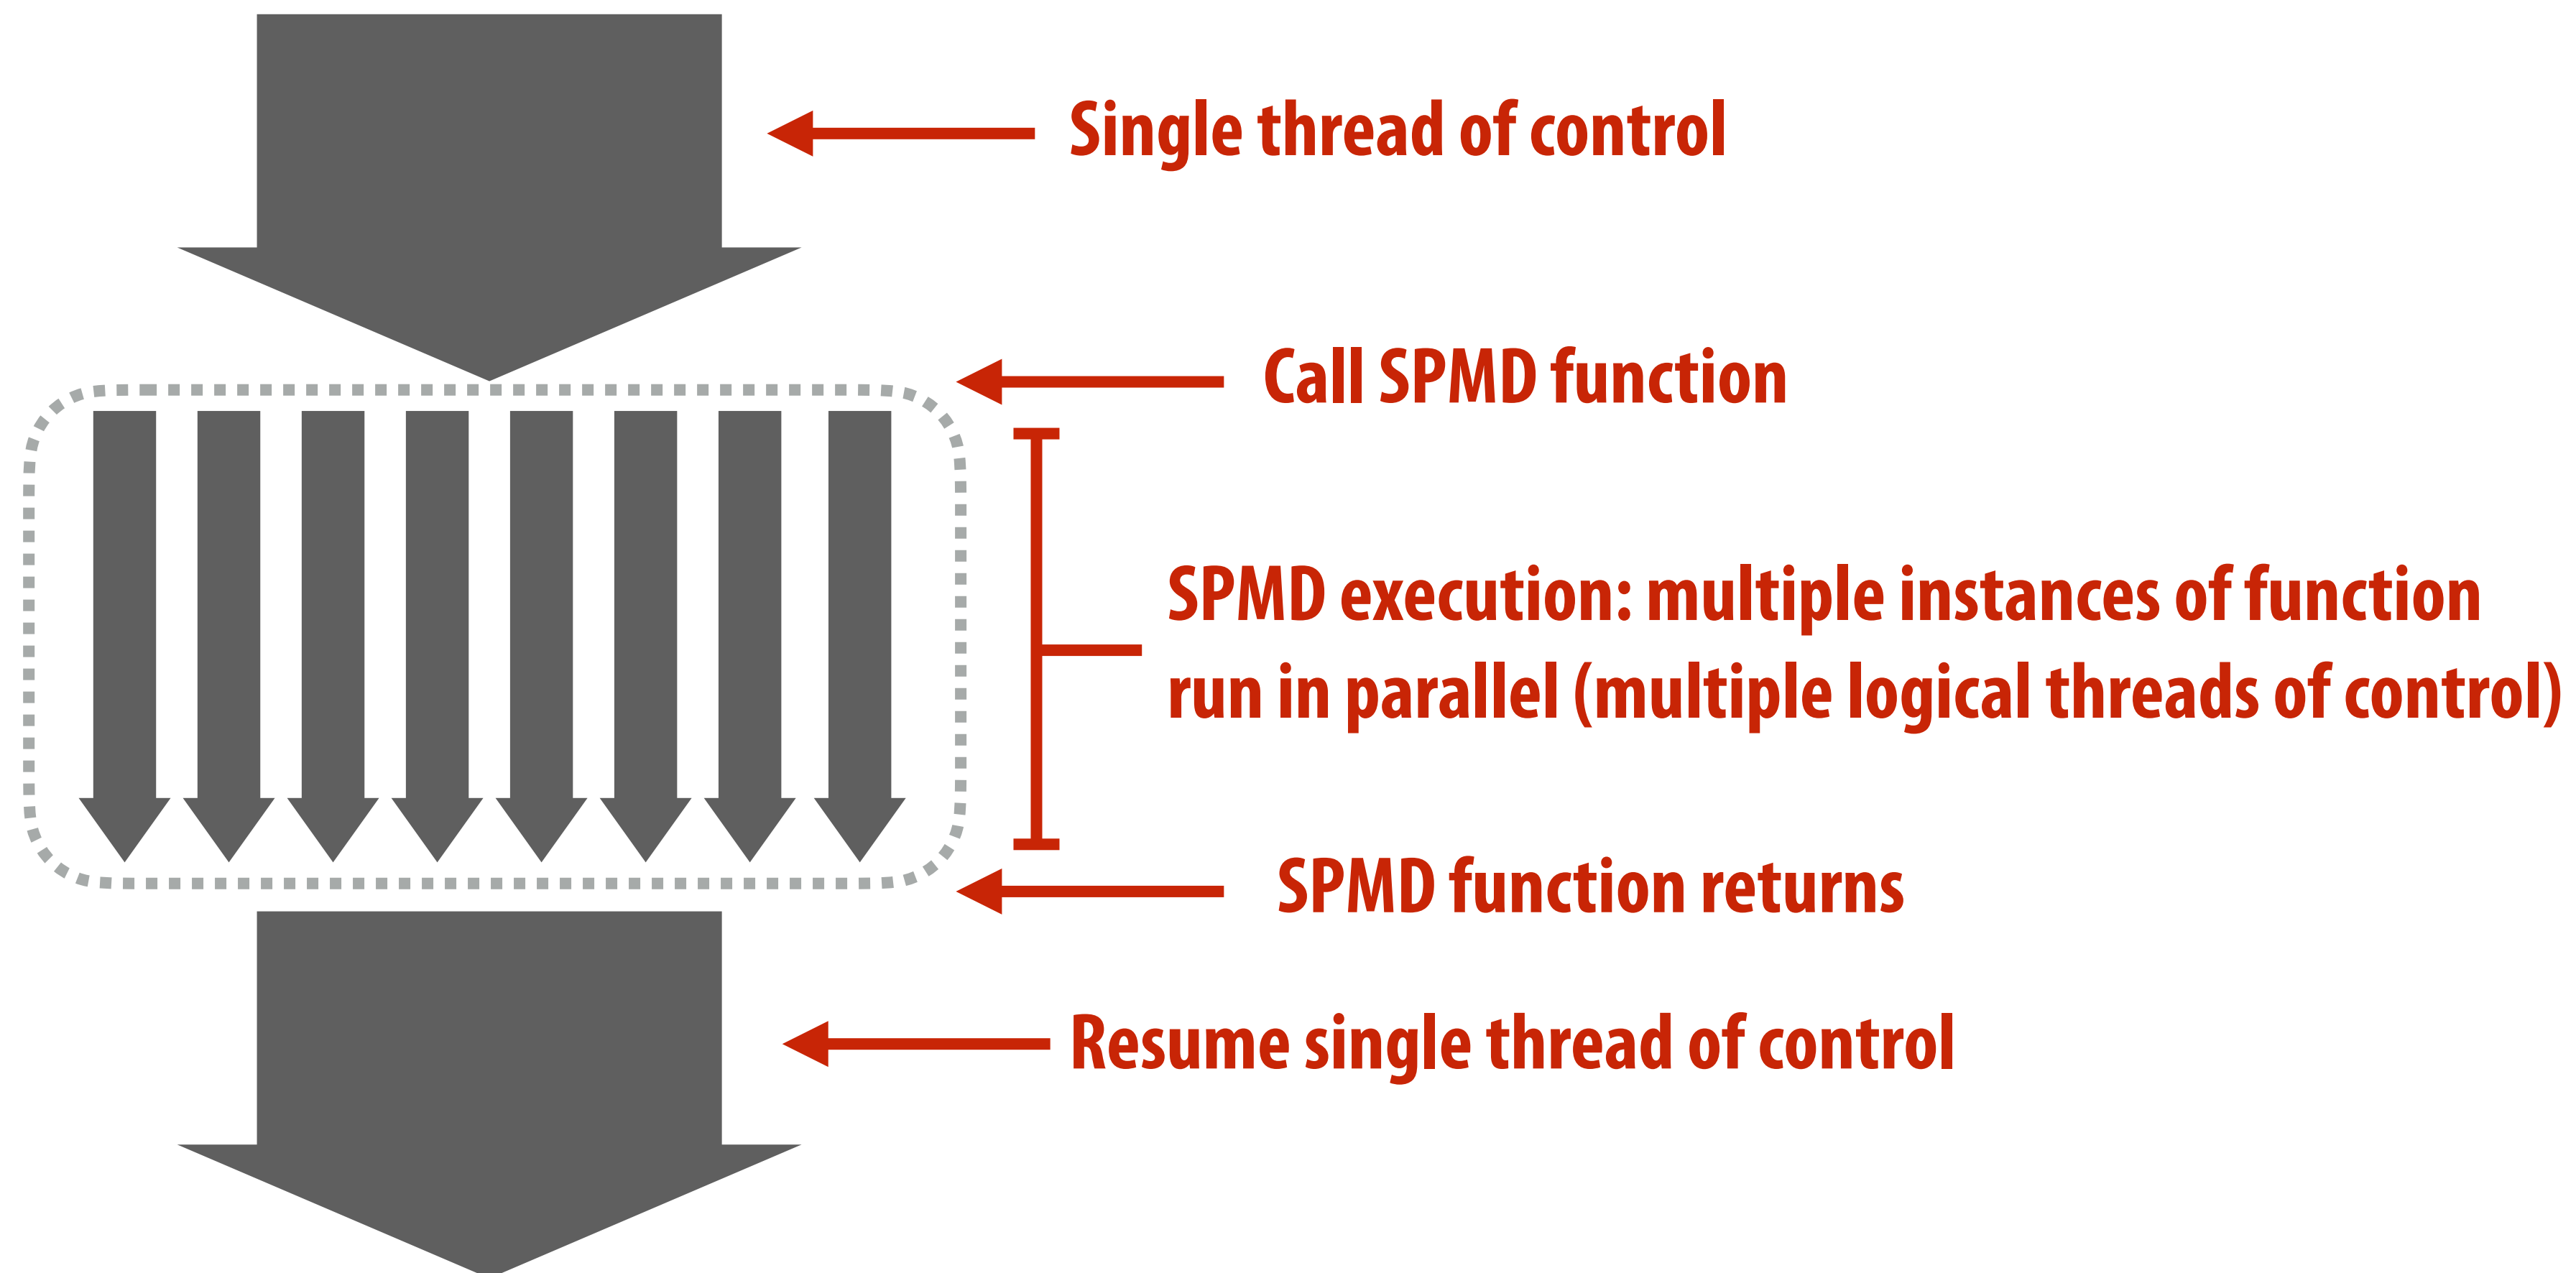 Single thread of control
Call SPMD function
SPMD execution: multiple instances of function
run in parallel (multiple logical threads of control)
SPMD function returns
Resume single thread of control